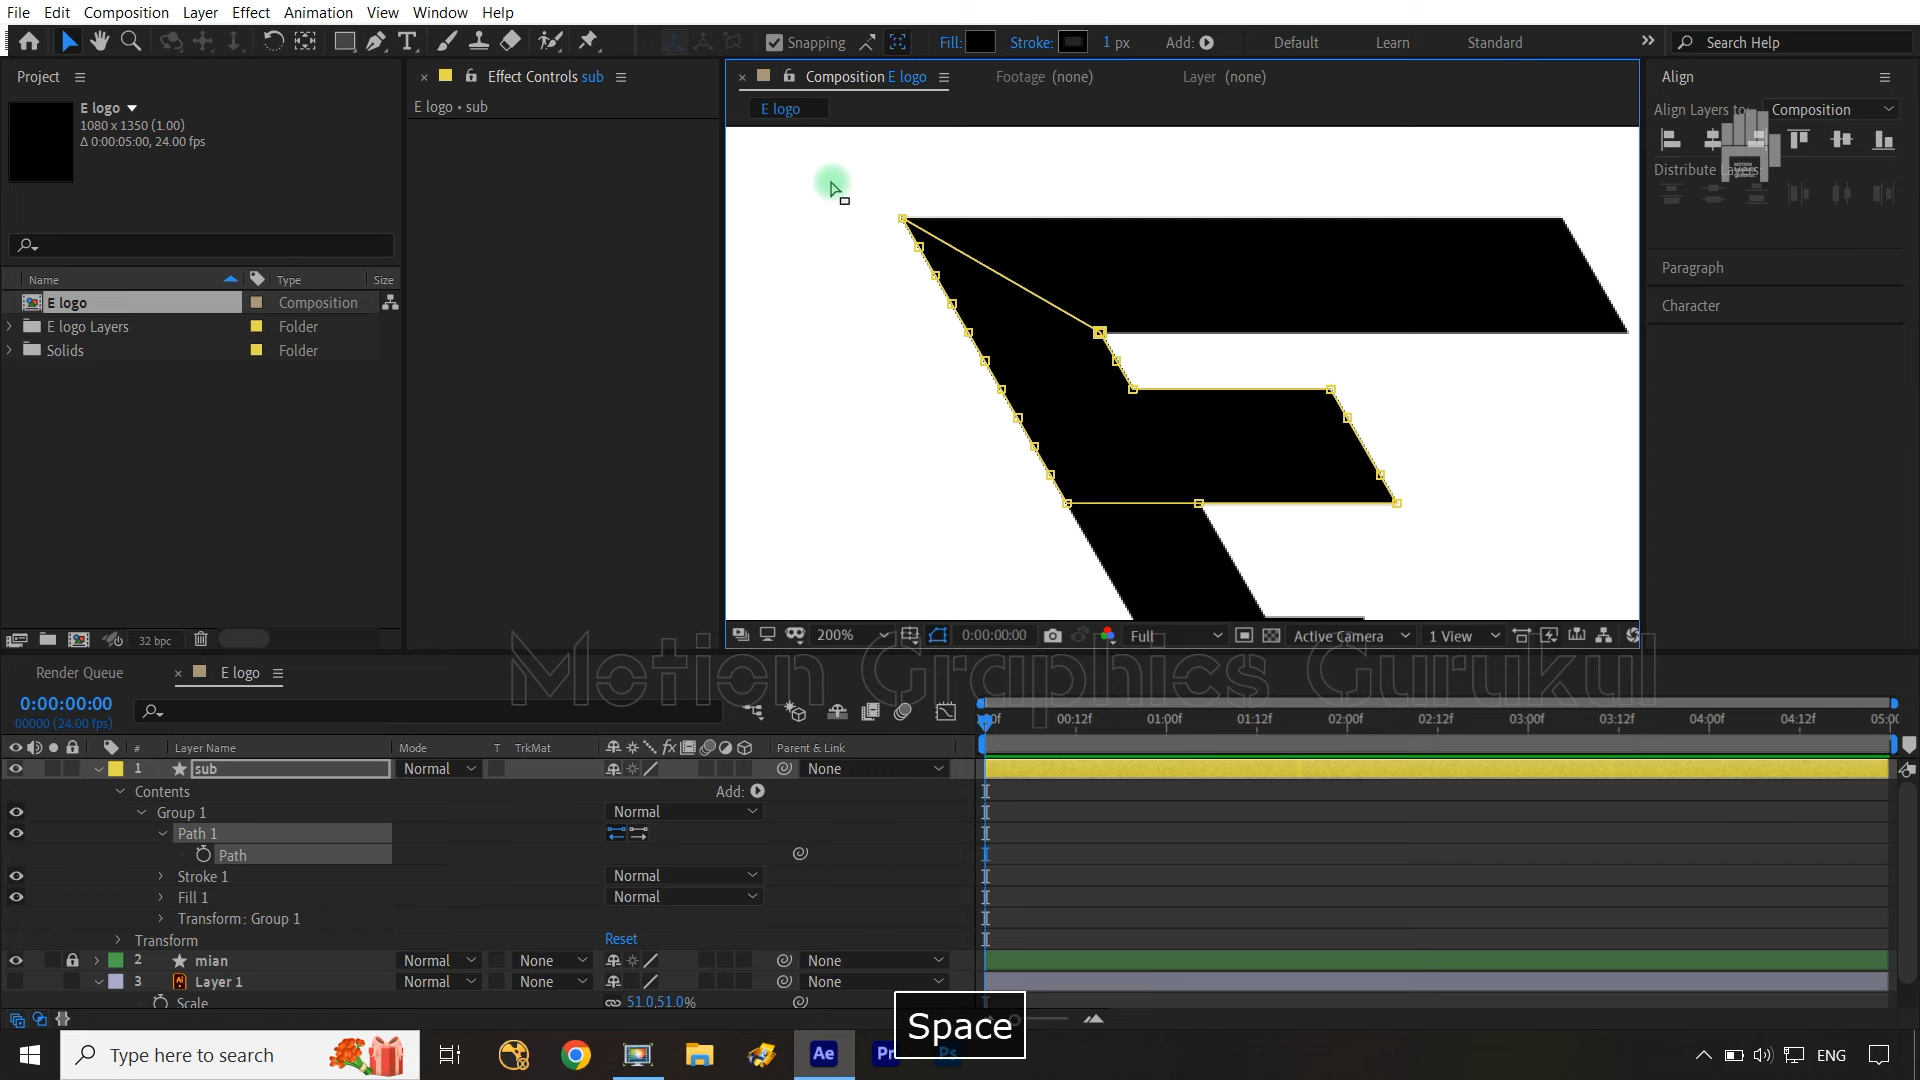 File Edit Composition Layer Effect Animation View Window Help
Snapping Fill: Stroke: 1 px Add: Default Learn Standard Search Help
Project
E logo
1080 x 1350 (1.00)
Δ 0:00:05:00, 24.00 fps
Name Type Size
E logo Composition
E logo Layers Folder
Solids Folder
32 bpc
Effect Controls sub
E logo • sub
Composition E logo Footage (none) Layer (none)
E logo
200% 0:00:00:00 Full Active Camera 1 View
Align
Align Layers to: Composition
Distribute Layers:
Paragraph
Character
Motion Graphics Gurukul
Render Queue E logo
0:00:00:00
00000 (24.00 fps)
00f 00:12f 01:00f 01:12f 02:00f 02:12f 03:00f 03:12f 04:00f 04:12f 05:00
# Layer Name Mode T TrkMat Parent & Link
1 sub Normal None
Contents Add:
Group 1 Normal
Path 1
Path
Stroke 1 Normal
Fill 1 Normal
Transform: Group 1
Transform Reset
2 mian Normal None None
3 Layer 1 Normal None None
Scale 51.0,51.0%
Space
Type here to search Ae Pr Ps ENG